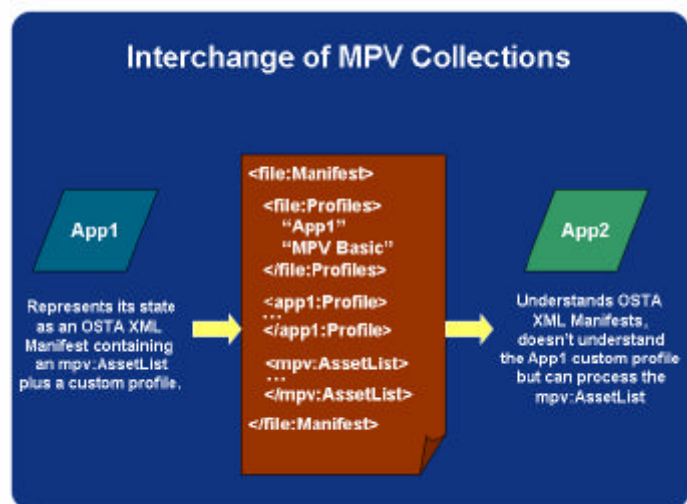 Interchange of MPV Collections
App1
Represents its state
as an OSTA XML
Manifest containing
an mpv:AssetList
plus a custom profile.
<file:Manifest>
<file:Profiles>
“App1”
“MPV Basic”
</file:Profiles>
<app1:Profile>
...
</app1:Profile>
<mpv:AssetList>
...
</mpv:AssetList>
</file:Manifest>
App2
Understands OSTA
XML Manifests,
doesn't understand
the App1 custom profile
but can process the
mpv:AssetList